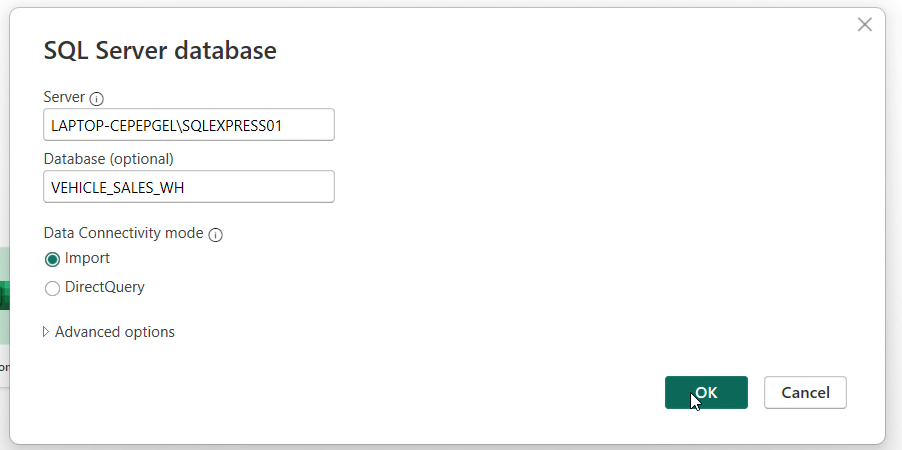 SQL Server database
Server
LAPTOP-CEPEPGEL\SQLEXPRESS01
Database (optional)
VEHICLE_SALES_WH
Data Connectivity mode
Import
DirectQuery
Advanced options
OK
Cancel